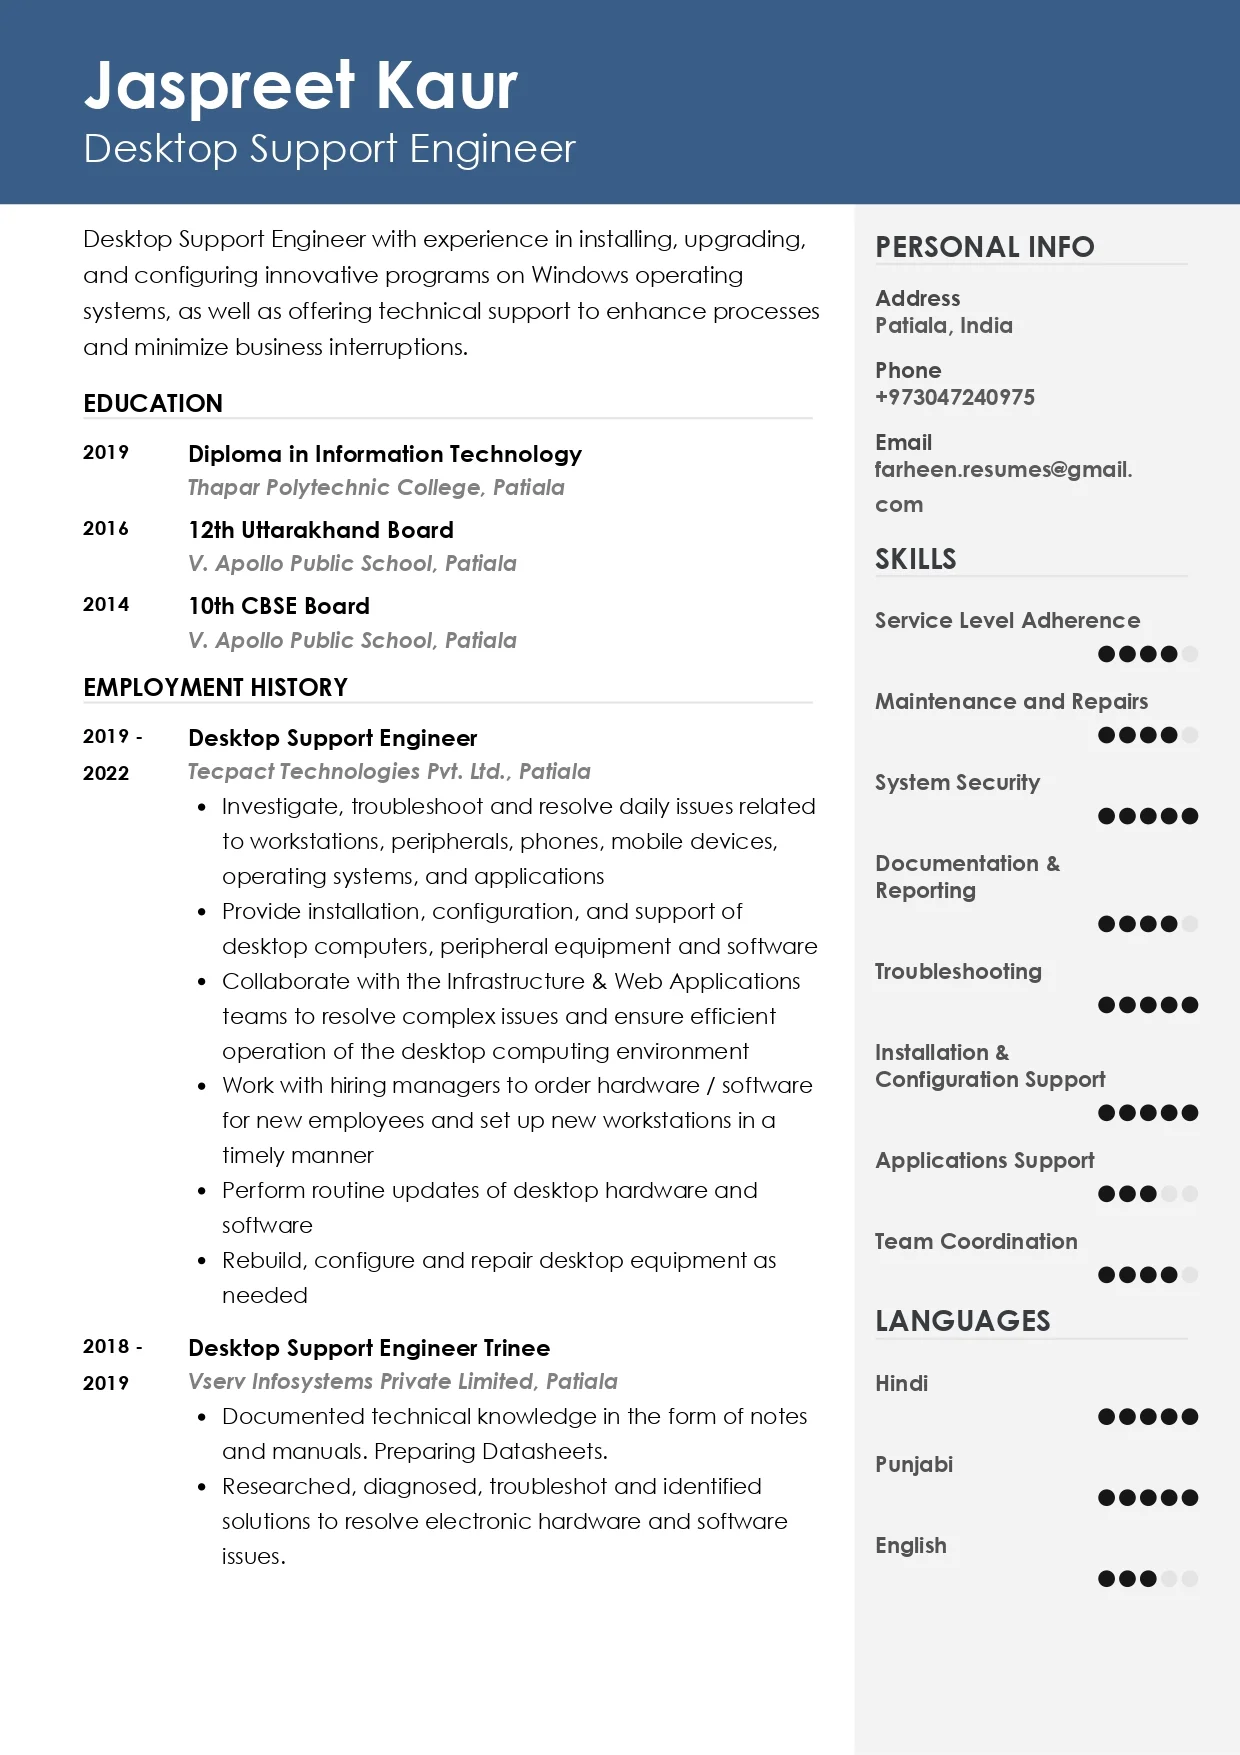 Jaspreet Kaur
Desktop Support Engineer
Desktop Support Engineer with experience in installing, upgrading,
and configuring innovative programs on Windows operating
systems, as well as offering technical support to enhance processes
and minimize business interruptions.
EDUCATION
2019 Diploma in Information Technology
Thapar Polytechnic College, Patiala
2016 12th Uttarakhand Board
V. Apollo Public School, Patiala
2014 10th CBSE Board
V. Apollo Public School, Patiala
EMPLOYMENT HISTORY
2019 - Desktop Support Engineer
2022 Tecpact Technologies Pvt. Ltd., Patiala
• Investigate, troubleshoot and resolve daily issues related
to workstations, peripherals, phones, mobile devices,
operating systems, and applications
• Provide installation, configuration, and support of
desktop computers, peripheral equipment and software
• Collaborate with the Infrastructure & Web Applications
teams to resolve complex issues and ensure efficient
operation of the desktop computing environment
• Work with hiring managers to order hardware / software
for new employees and set up new workstations in a
timely manner
• Perform routine updates of desktop hardware and
software
• Rebuild, configure and repair desktop equipment as
needed
2018 - Desktop Support Engineer Trinee
2019 Vserv Infosystems Private Limited, Patiala
• Documented technical knowledge in the form of notes
and manuals. Preparing Datasheets.
• Researched, diagnosed, troubleshot and identified
solutions to resolve electronic hardware and software
issues.
PERSONAL INFO
Address
Patiala, India
Phone
+973047240975
Email
farheen.resumes@gmail.
com
SKILLS
Service Level Adherence
Maintenance and Repairs
System Security
Documentation &
Reporting
Troubleshooting
Installation &
Configuration Support
Applications Support
Team Coordination
LANGUAGES
Hindi
Punjabi
English